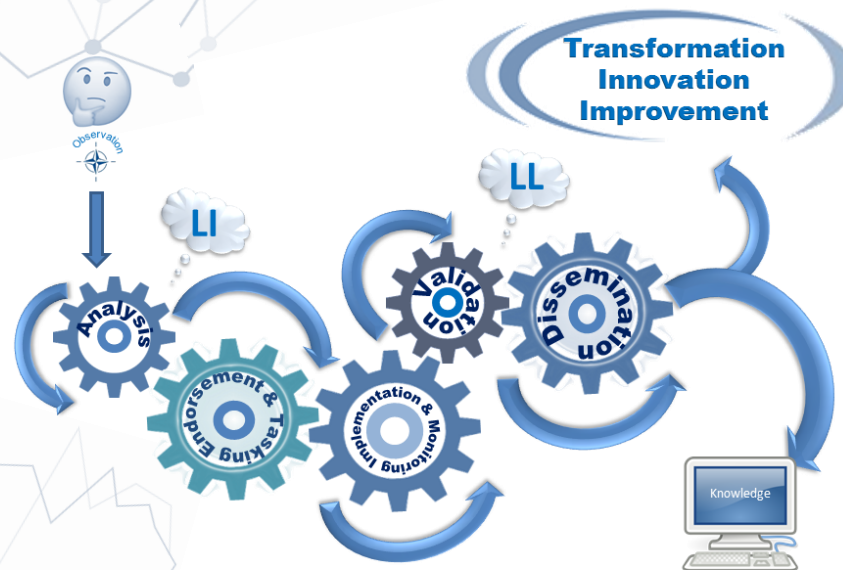 Transformation
Innovation
Improvement
Observation
LI
LL
Analysis
Endorsement & Tasking
Implementation & Monitoring
Validation
Dissemination
Knowledge